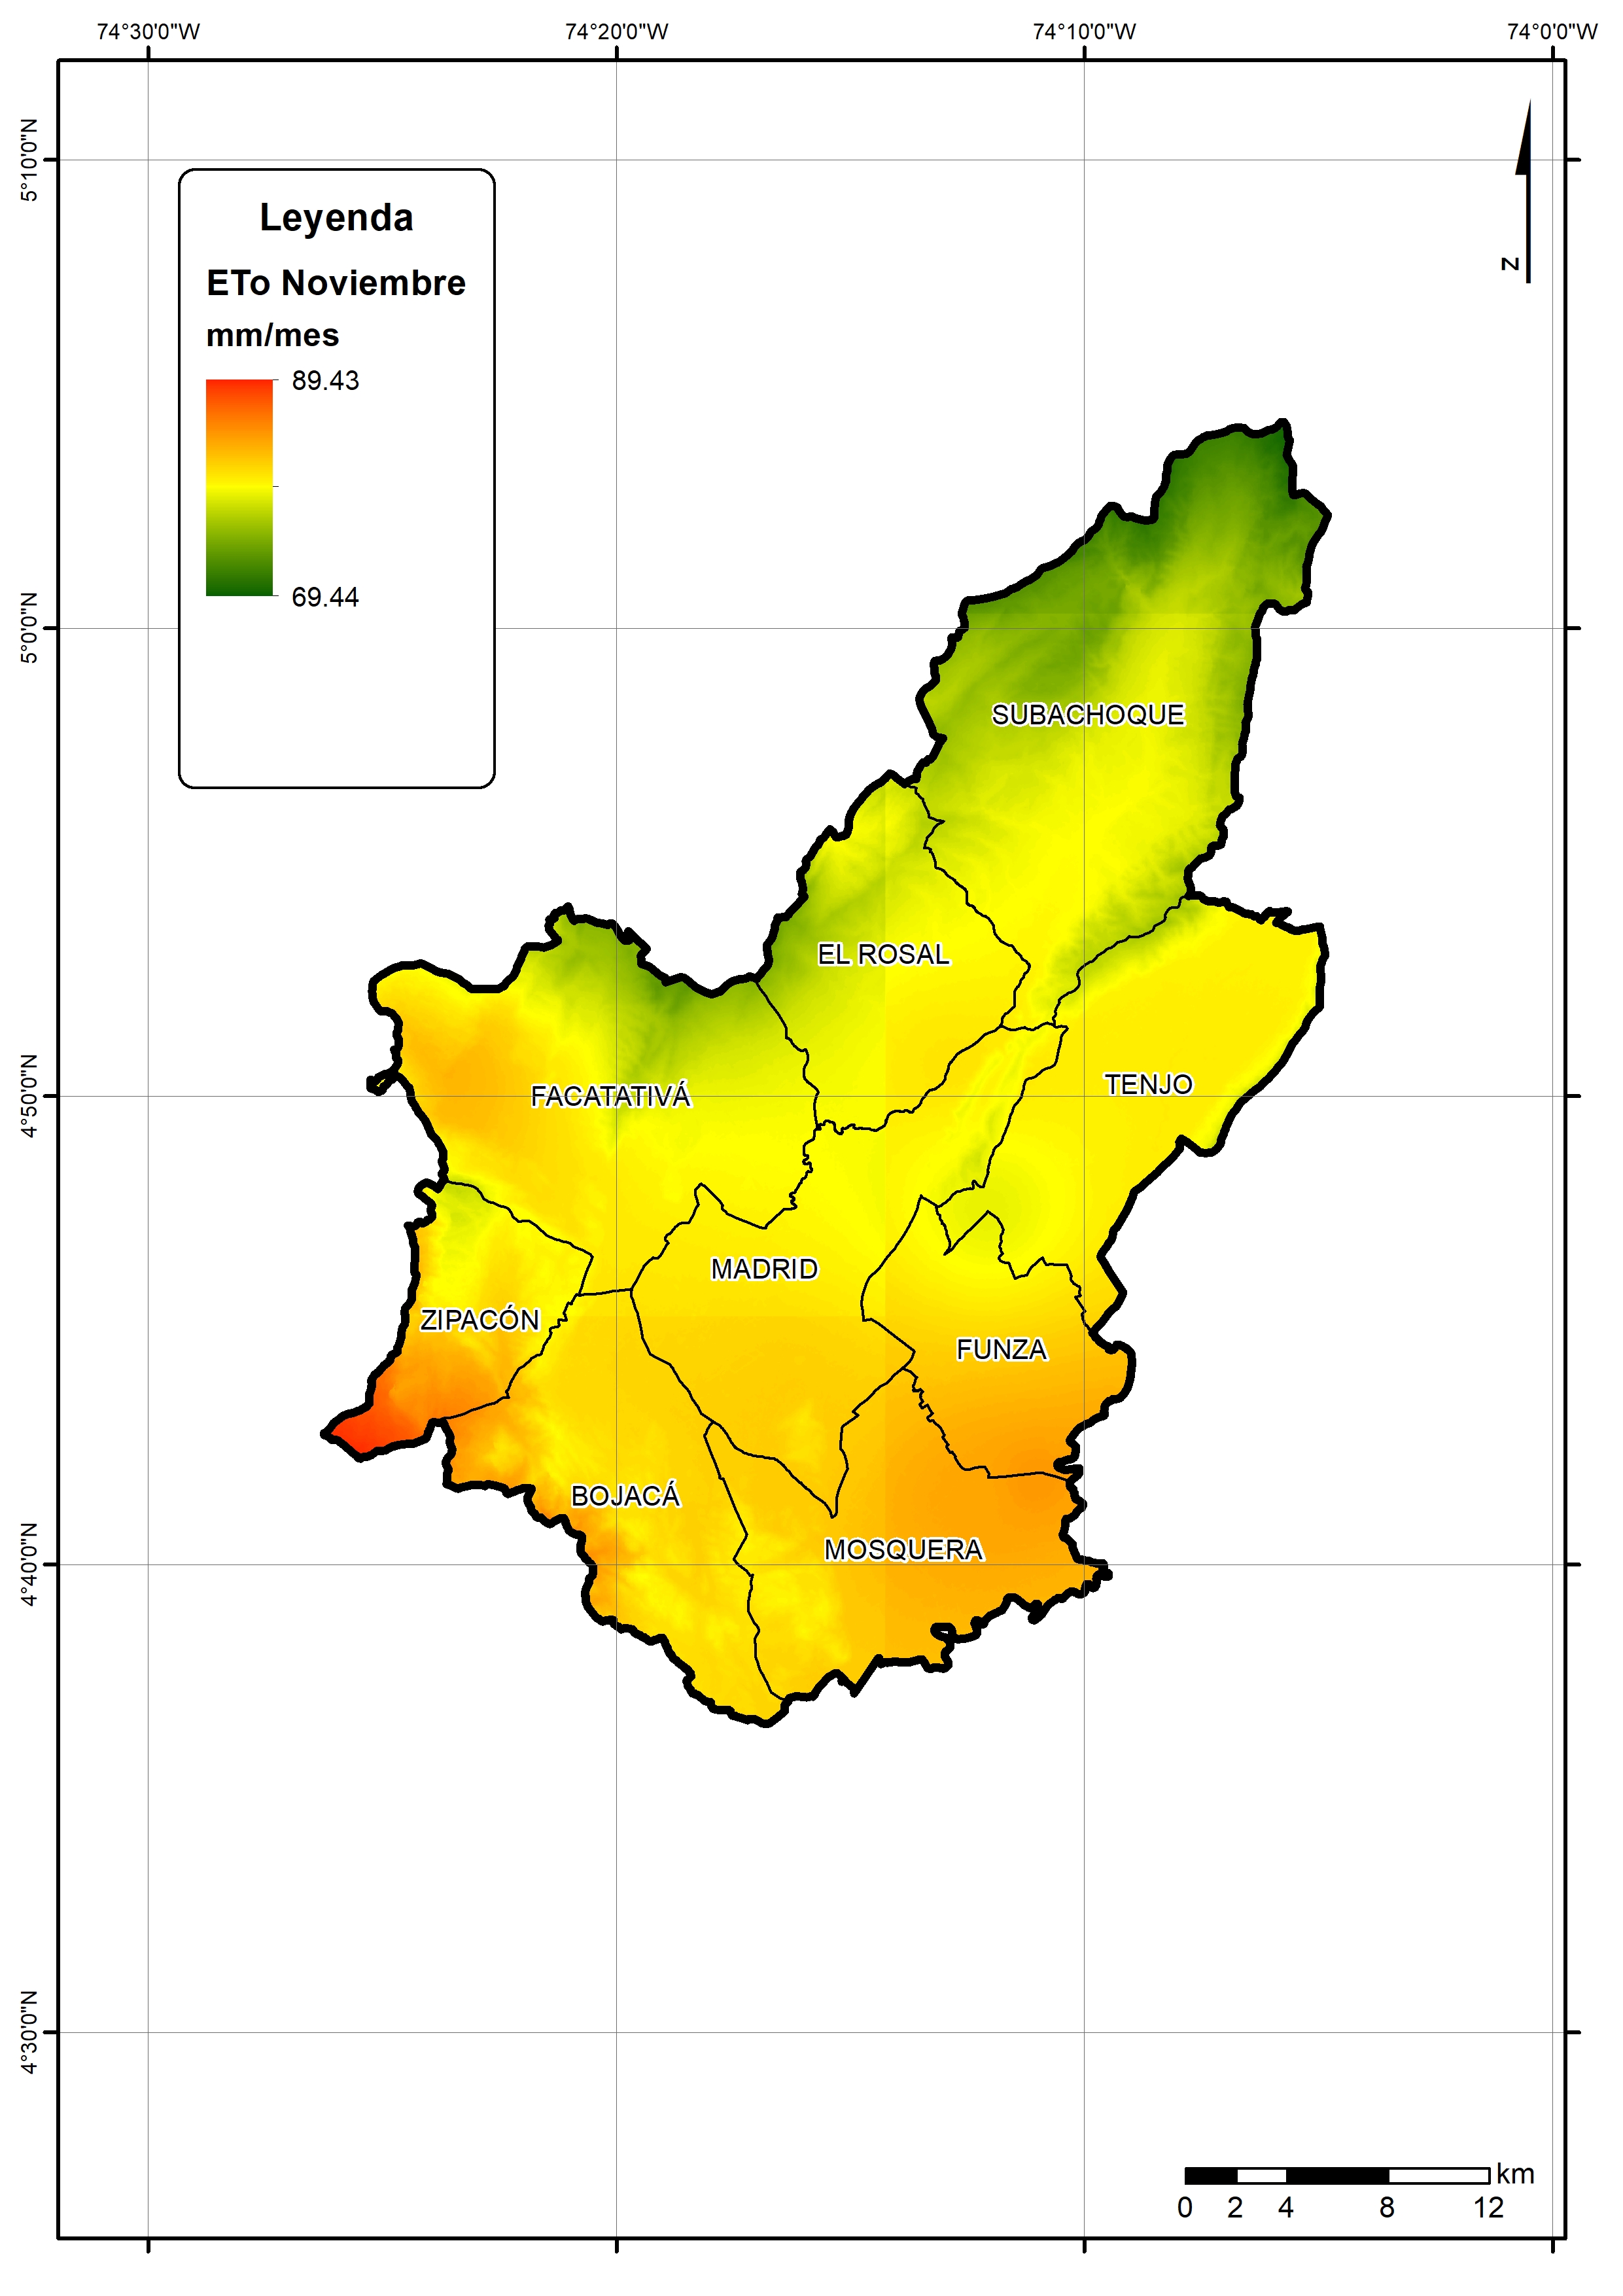 74°30'0"W
74°20'0"W
74°10'0"W
74°0'0"W
5°10'0"N
5°0'0"N
4°50'0"N
4°40'0"N
4°30'0"N
N
Leyenda
ETo Noviembre
mm/mes
89.43
69.44
SUBACHOQUE
EL ROSAL
TENJO
FACATATIVÁ
MADRID
ZIPACÓN
FUNZA
BOJACÁ
MOSQUERA
km
0 2 4 8 12